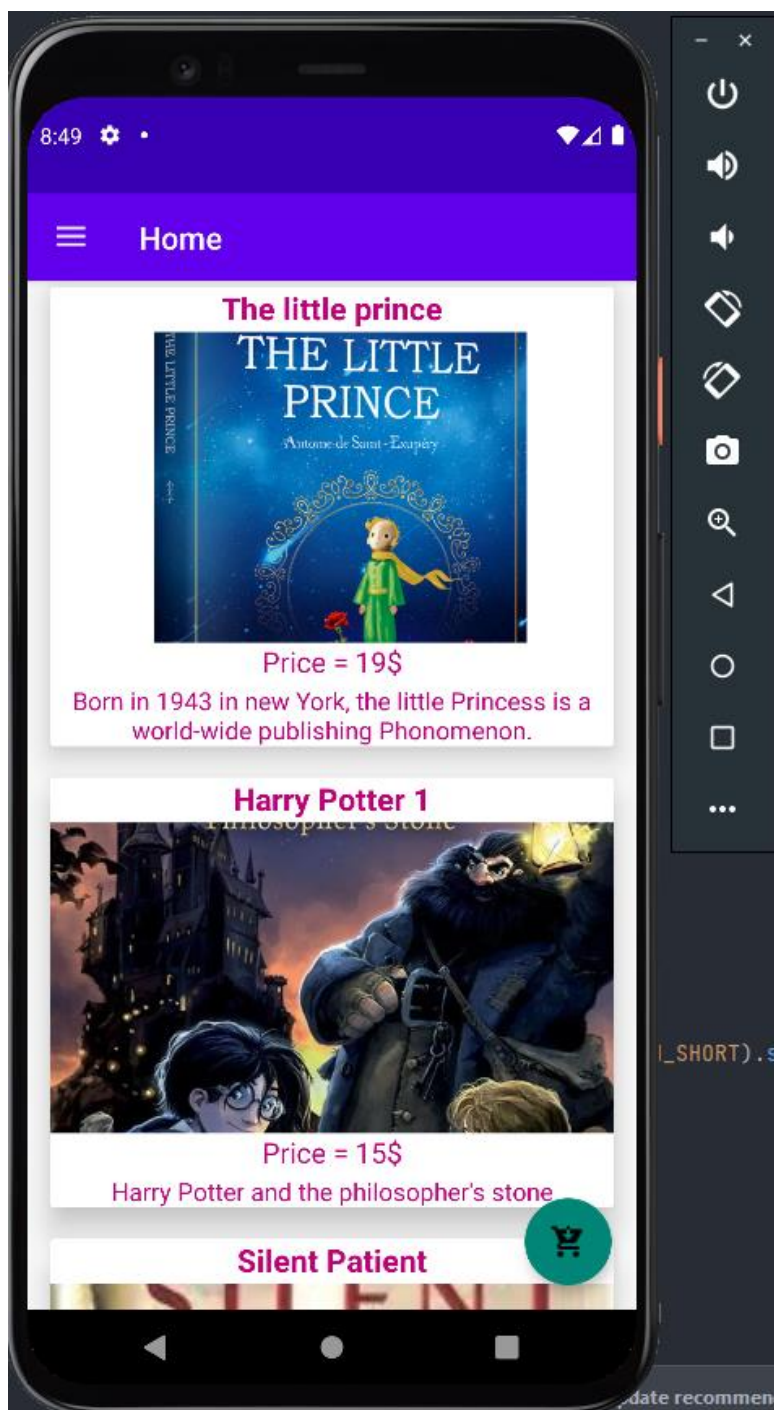 8:49
Home
The little prince
THE LITTLE PRINCE
THE LITTLE
PRINCE
Antoine de Saint-Exupéry
Price = 19$
Born in 1943 in new York, the little Princess is a
world-wide publishing Phonomenon.
Harry Potter 1
Philosopher's Stone
Price = 15$
Harry Potter and the philosopher's stone
_SHORT).s
Silent Patient
SILENT
date recommen